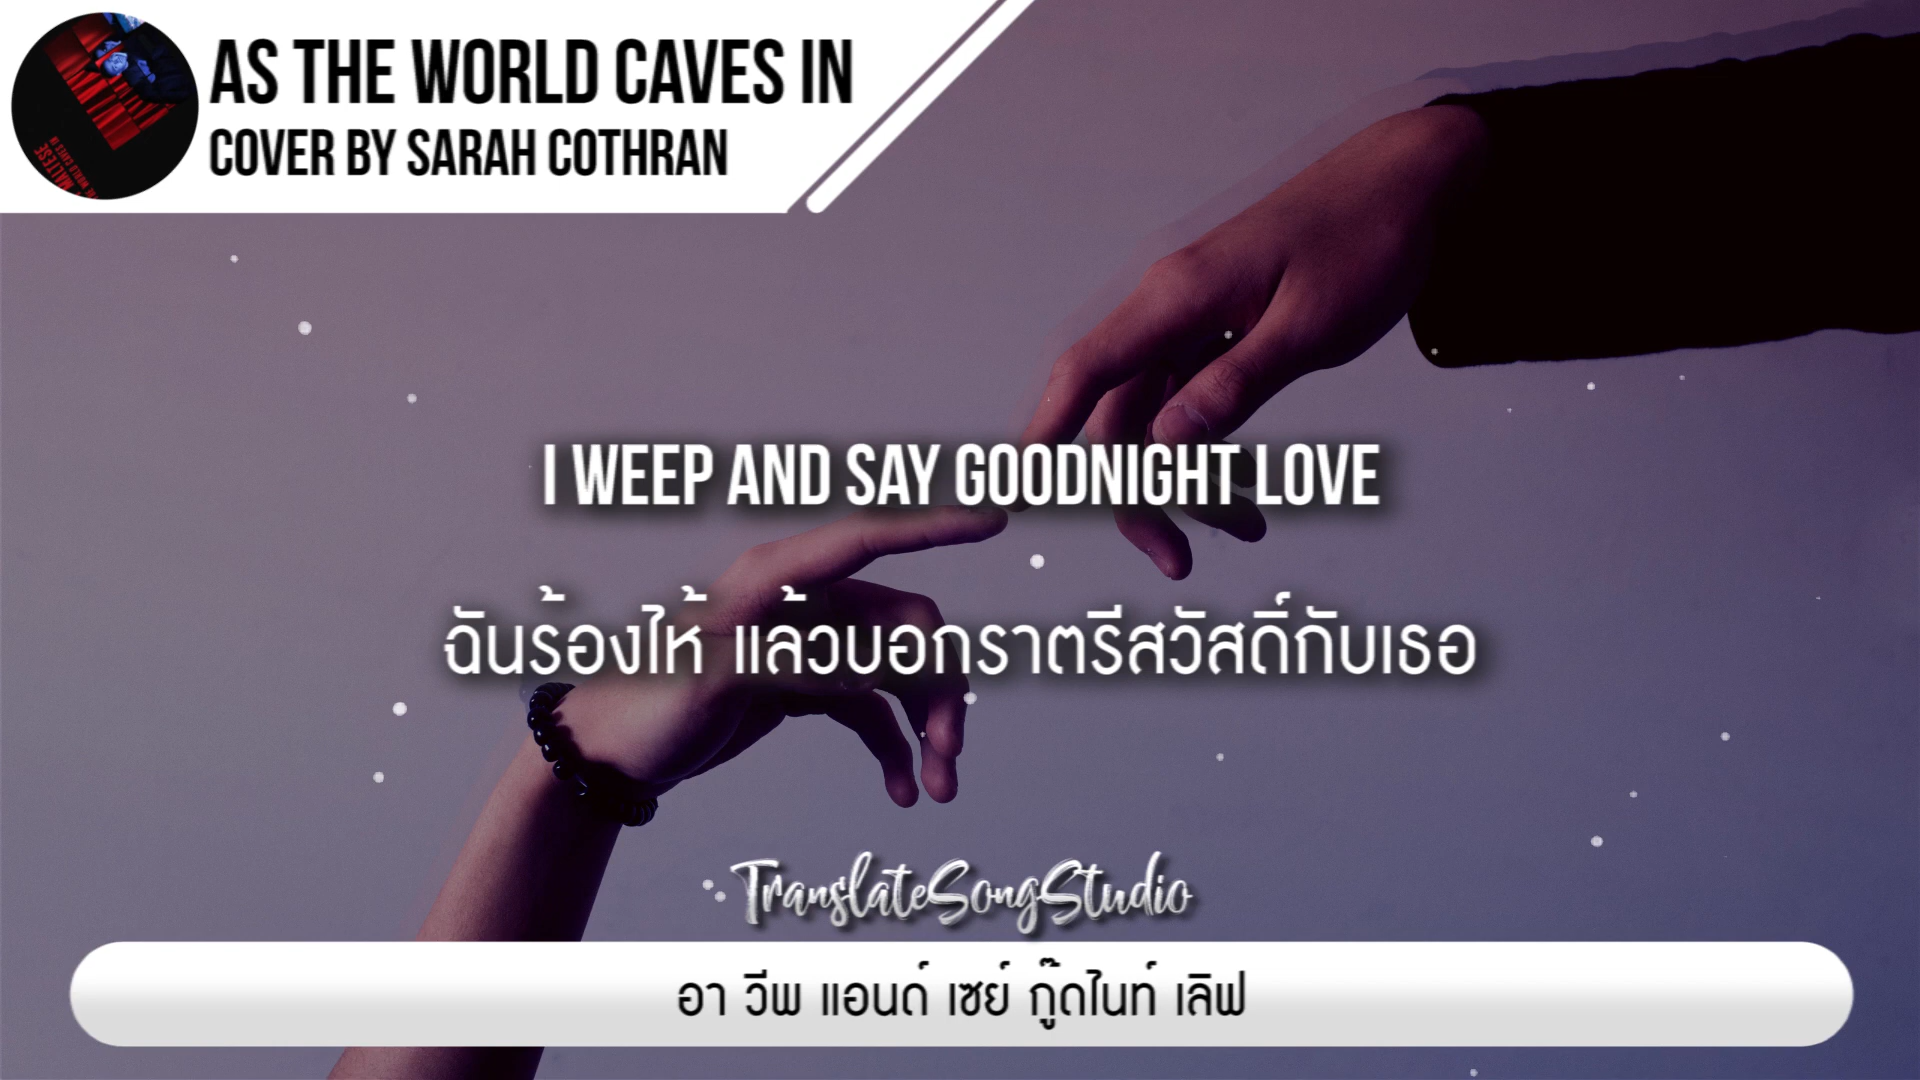 AS THE WORLD CAVES IN
COVER BY SARAH COTHRAN
MALTESE
I WEEP AND SAY GOODNIGHT LOVE
ฉันร้องไห้ แล้วบอกราตรีสวัสดิ์กับเธอ
TranslateSongStudio
อา วีพ แอนด์ เซย์ กู๊ดไนท์ เลิฟ